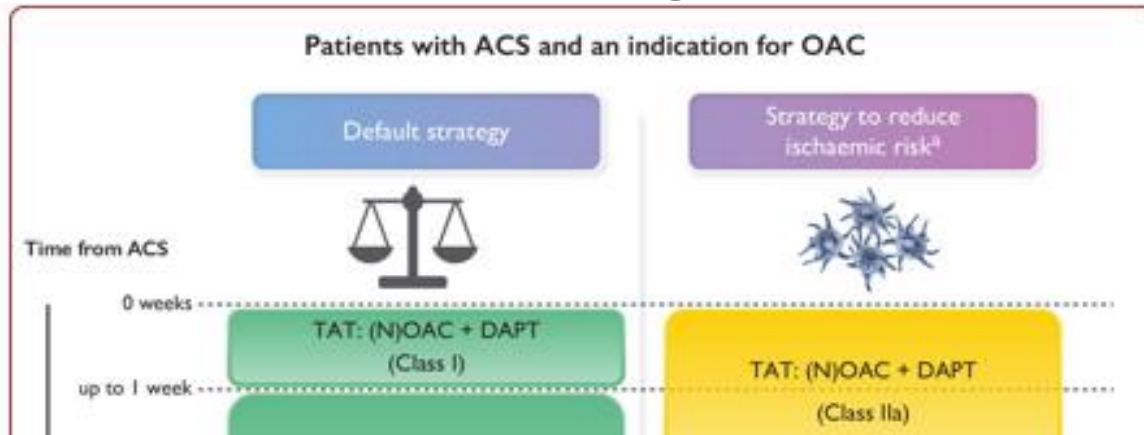 Patients with ACS and an indication for OAC
Default strategy
Strategy to reduce
ischaemic riskª
Time from ACS
0 weeks
TAT: (N)OAC + DAPT
(Class I)
up to 1 week
TAT: (N)OAC + DAPT
(Class IIa)